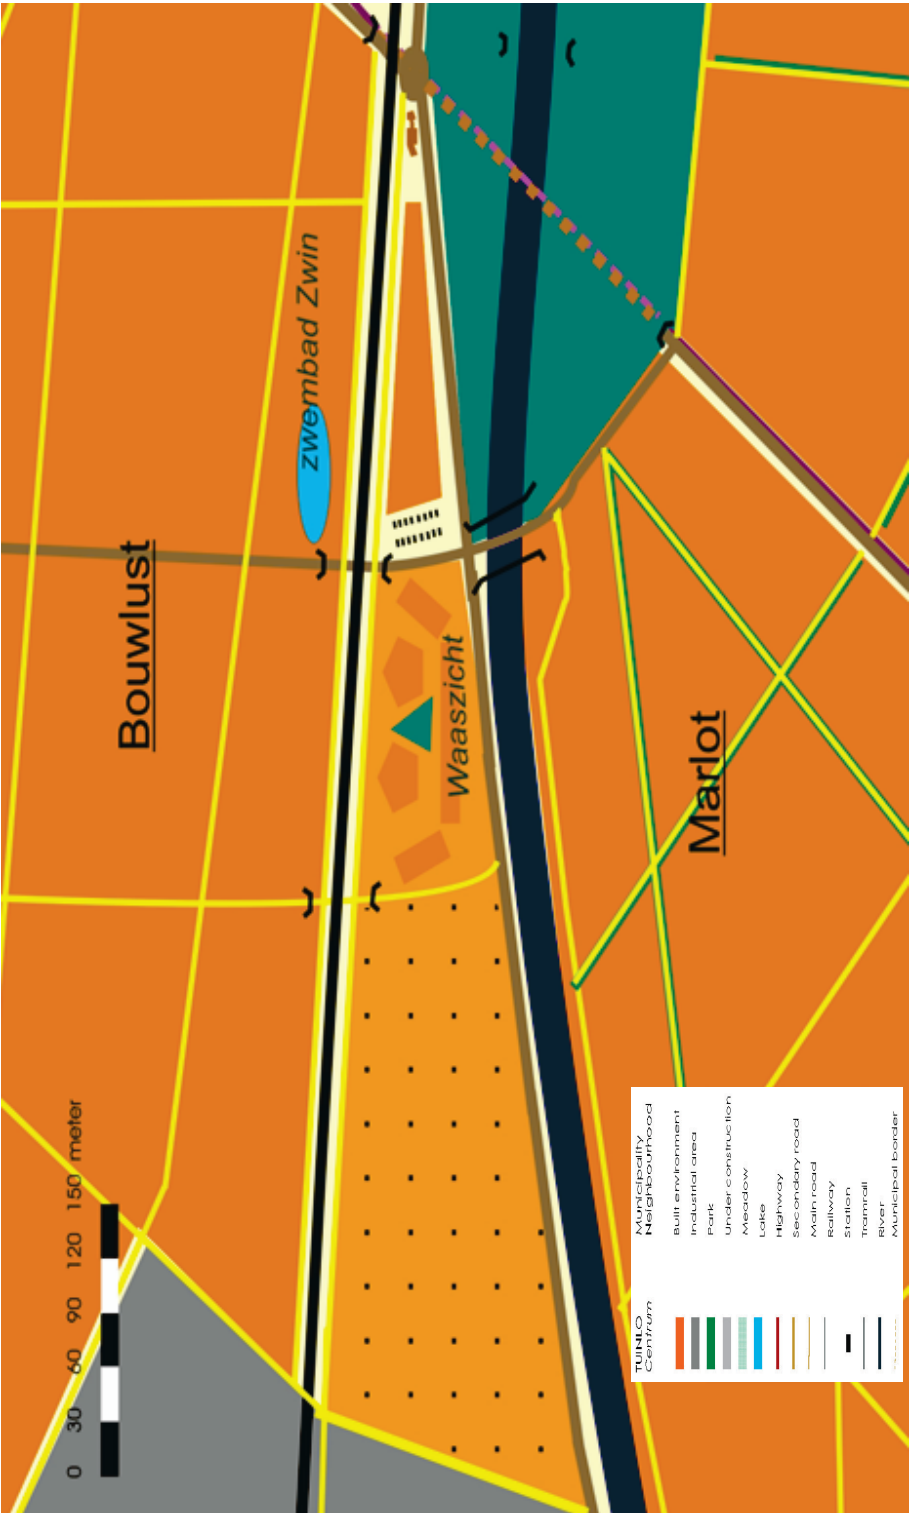 zwembad Zwin
Bouwlust
Waaszicht
Marlot
0 30 60 90 120 150 meter
TUINLO Municipality
Centrum Neighbourhood
Built environment
Industrial area
Park
Under construction
Meadow
Lake
Highway
Secondary road
Main road
Railway
Station
Tramrail
River
Municipal border